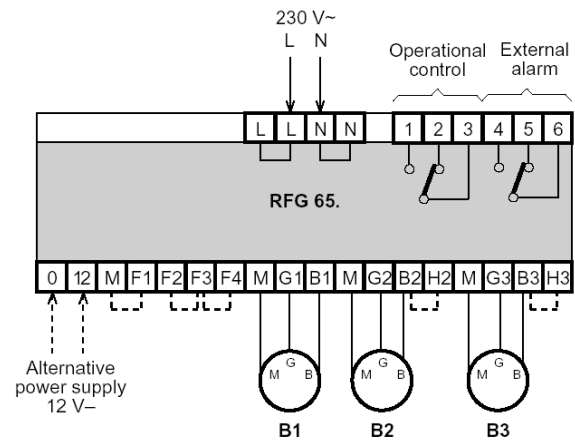 230 V~
L N
Operational control
External alarm
L L N N 1 2 3 4 5 6
RFG 65.
0 12 M F1 F2 F3 F4 M G1 B1 M G2 B2 H2 M G3 B3 H3
Alternative
power supply
12 V–
M G B
M G B
M G B
B1 B2 B3